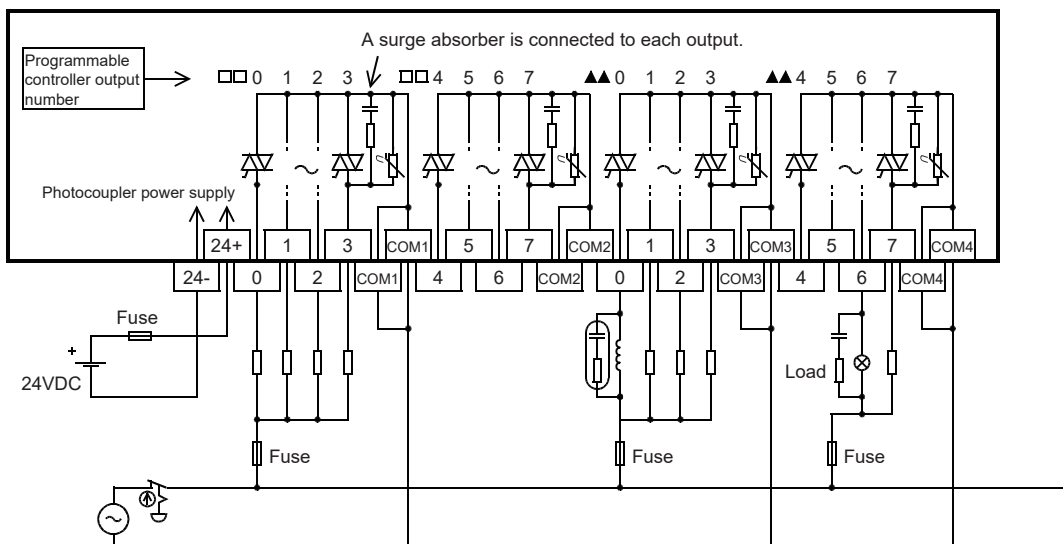 A surge absorber is connected to each output.
Programmable
controller output
number
□□ 0 1 2 3 □□ 4 5 6 7 ▲▲ 0 1 2 3 ▲▲ 4 5 6 7
U U U U
Photocoupler power supply
24+ 1 3 COM1 5 7 COM2 1 3 COM3 5 7 COM4
24- 0 2 COM1 4 6 COM2 0 2 COM3 4 6 COM4
Fuse
+
24VDC
Load
Fuse Fuse Fuse